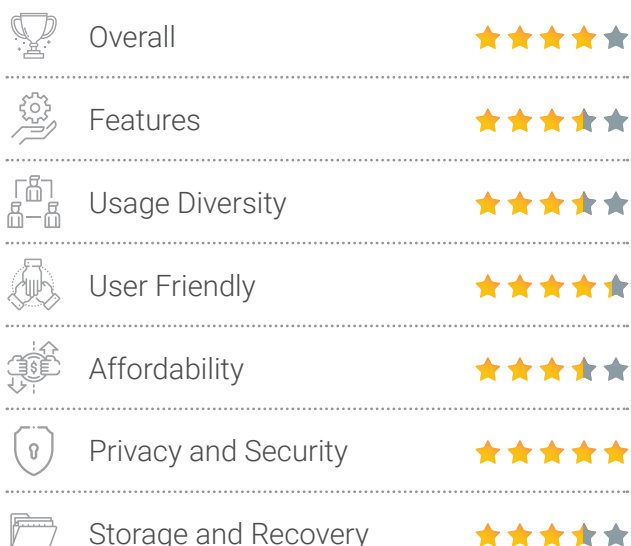 Overall
Features
Usage Diversity
User Friendly
Affordability
$
Privacy and Security
Storage and Recovery